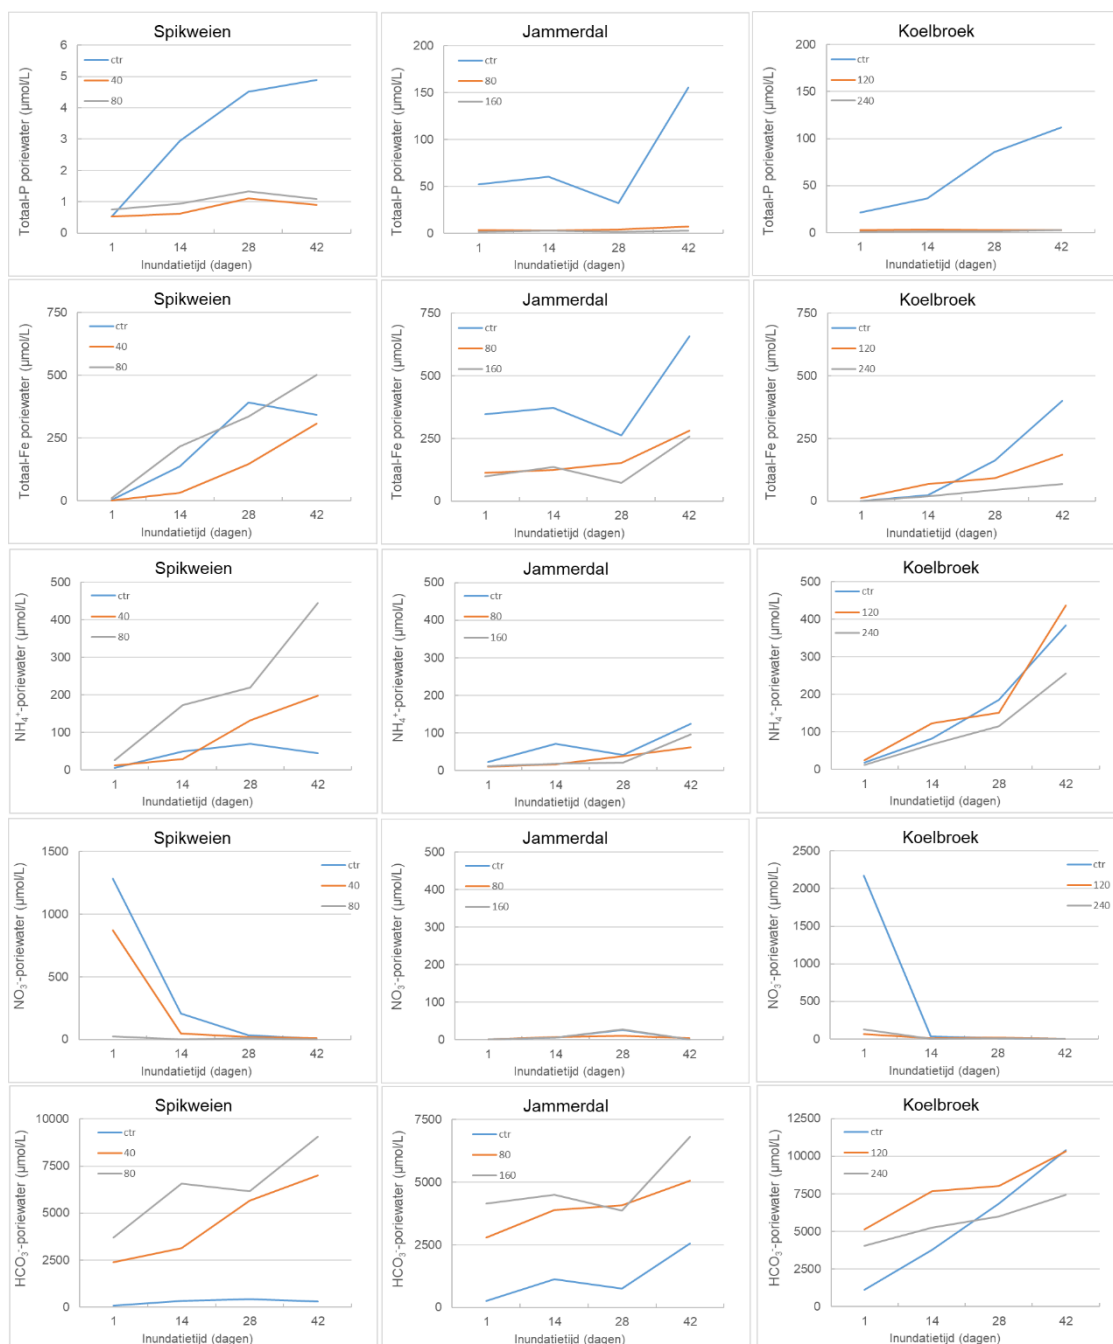 Spikweien
Totaal-P poriewater (µmol/L)
6
5
4
3
2
1
0
ctr
40
80
1 14 28 42
Inundatietijd (dagen)
Jammerdal
Totaal-P poriewater (µmol/L)
200
150
100
50
0
ctr
80
160
1 14 28 42
Inundatietijd (dagen)
Koelbroek
Totaal-P poriewater (µmol/L)
200
150
100
50
0
ctr
120
240
1 14 28 42
Inundatietijd (dagen)
Spikweien
Totaal-Fe poriewater (µmol/L)
750
500
250
0
ctr
40
80
1 14 28 42
Inundatietijd (dagen)
Jammerdal
Totaal-Fe poriewater (µmol/L)
750
500
250
0
ctr
80
160
1 14 28 42
Inundatietijd (dagen)
Koelbroek
Totaal-Fe poriewater (µmol/L)
750
500
250
0
ctr
120
240
1 14 28 42
Inundatietijd (dagen)
Spikweien
NH₄⁺-poriewater (µmol/L)
500
400
300
200
100
0
ctr
40
80
1 14 28 42
Inundatietijd (dagen)
Jammerdal
NH₄⁺-poriewater (µmol/L)
500
400
300
200
100
0
ctr
80
160
1 14 28 42
Inundatietijd (dagen)
Koelbroek
NH₄⁺-poriewater (µmol/L)
500
400
300
200
100
0
ctr
120
240
1 14 28 42
Inundatietijd (dagen)
Spikweien
NO₃⁻-poriewater (µmol/L)
1500
1000
500
0
ctr
40
80
1 14 28 42
Inundatietijd (dagen)
Jammerdal
NO₃⁻-poriewater (µmol/L)
500
400
300
200
100
0
ctr
80
160
1 14 28 42
Inundatietijd (dagen)
Koelbroek
NO₃⁻-poriewater (µmol/L)
2500
2000
1500
1000
500
0
ctr
120
240
1 14 28 42
Inundatietijd (dagen)
Spikweien
HCO₃⁻-poriewater (µmol/L)
10000
7500
5000
2500
0
ctr
40
80
1 14 28 42
Inundatietijd (dagen)
Jammerdal
HCO₃⁻-poriewater (µmol/L)
7500
5000
2500
0
ctr
80
160
1 14 28 42
Inundatietijd (dagen)
Koelbroek
HCO₃⁻-poriewater (µmol/L)
12500
10000
7500
5000
2500
0
ctr
120
240
1 14 28 42
Inundatietijd (dagen)